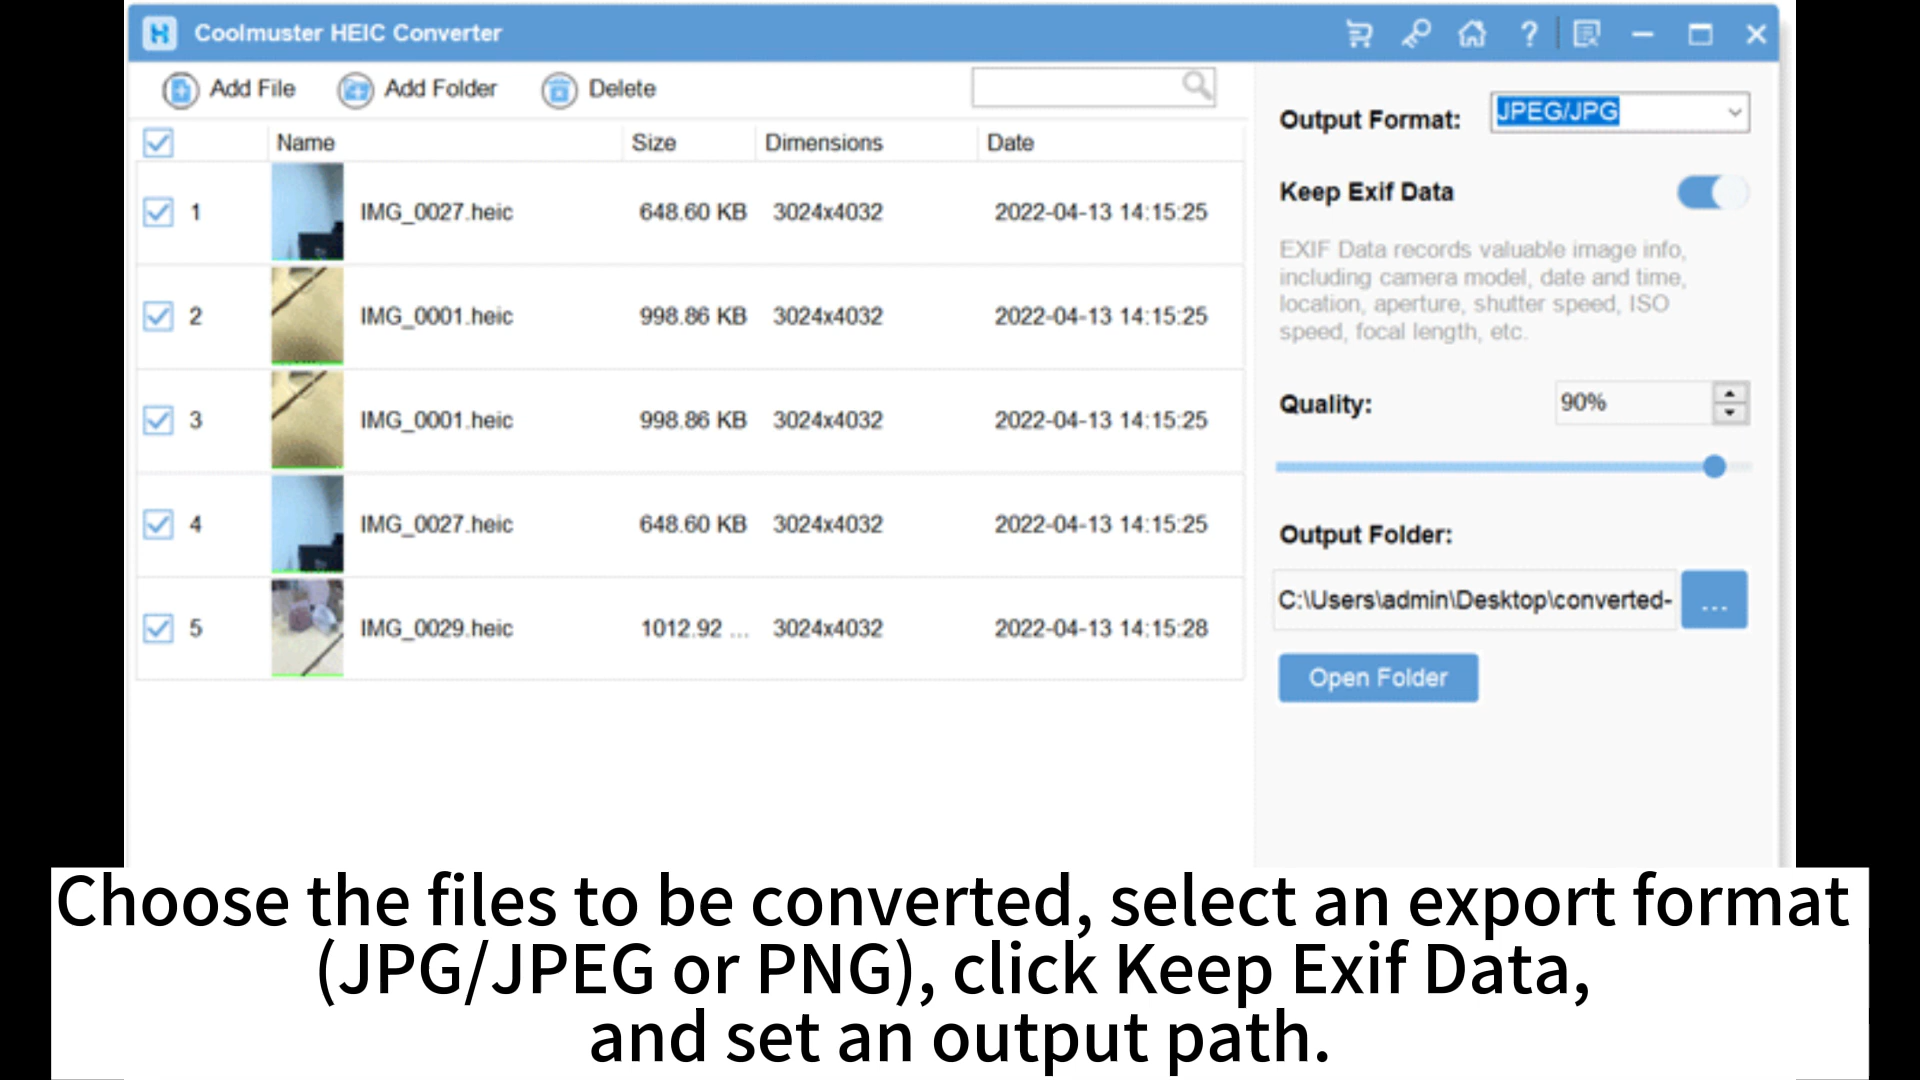 Coolmuster HEIC Converter
Add File Add Folder Delete
Name Size Dimensions Date
1 IMG_0027.heic 648.60 KB 3024x4032 2022-04-13 14:15:25
2 IMG_0001.heic 998.86 KB 3024x4032 2022-04-13 14:15:25
3 IMG_0001.heic 998.86 KB 3024x4032 2022-04-13 14:15:25
4 IMG_0027.heic 648.60 KB 3024x4032 2022-04-13 14:15:25
5 IMG_0029.heic 1012.92 ... 3024x4032 2022-04-13 14:15:28
Output Format: JPEG/JPG
Keep Exif Data
EXIF Data records valuable image info,
including camera model, date and time,
location, aperture, shutter speed, ISO
speed, focal length, etc.
Quality: 90%
Output Folder:
C:\Users\admin\Desktop\converted- ...
Open Folder
Choose the files to be converted, select an export format
(JPG/JPEG or PNG), click Keep Exif Data,
and set an output path.